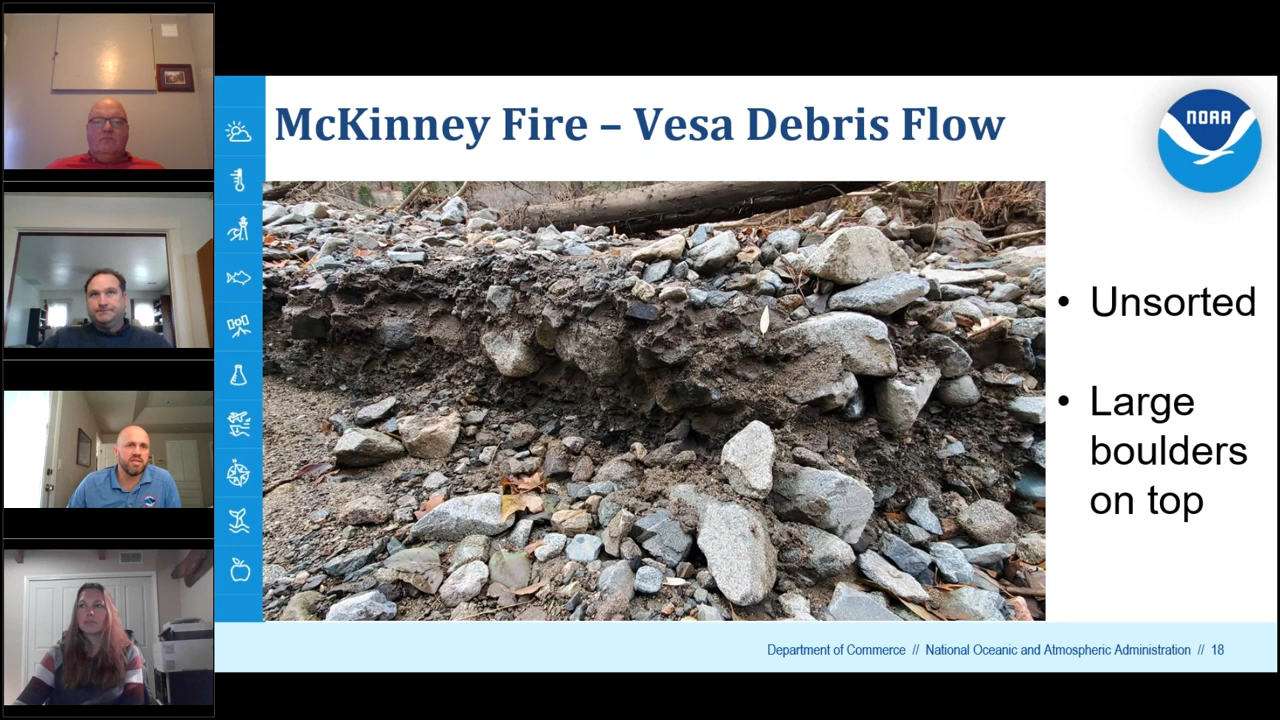 McKinney Fire – Vesa Debris Flow
NOAA
• Unsorted
• Large
boulders
on top
Department of Commerce // National Oceanic and Atmospheric Administration // 18